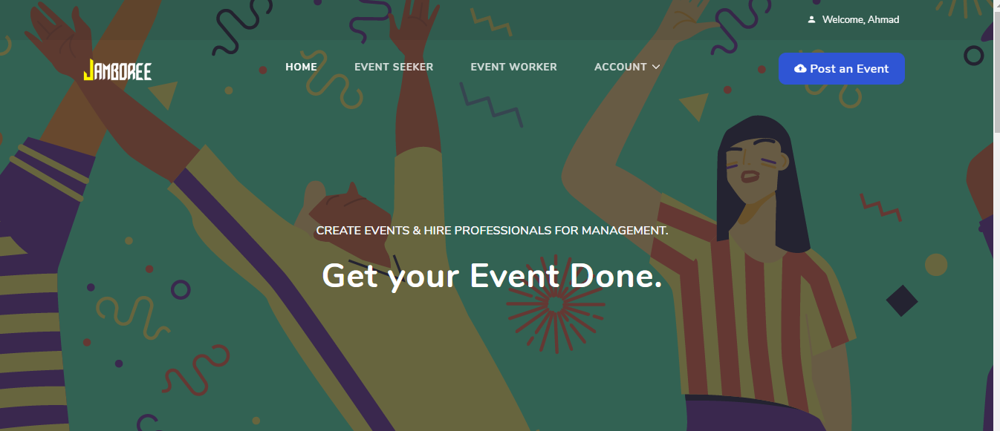 Welcome, Ahmad
JAMBOREE
HOME EVENT SEEKER EVENT WORKER ACCOUNT
Post an Event
CREATE EVENTS & HIRE PROFESSIONALS FOR MANAGEMENT.
Get your Event Done.